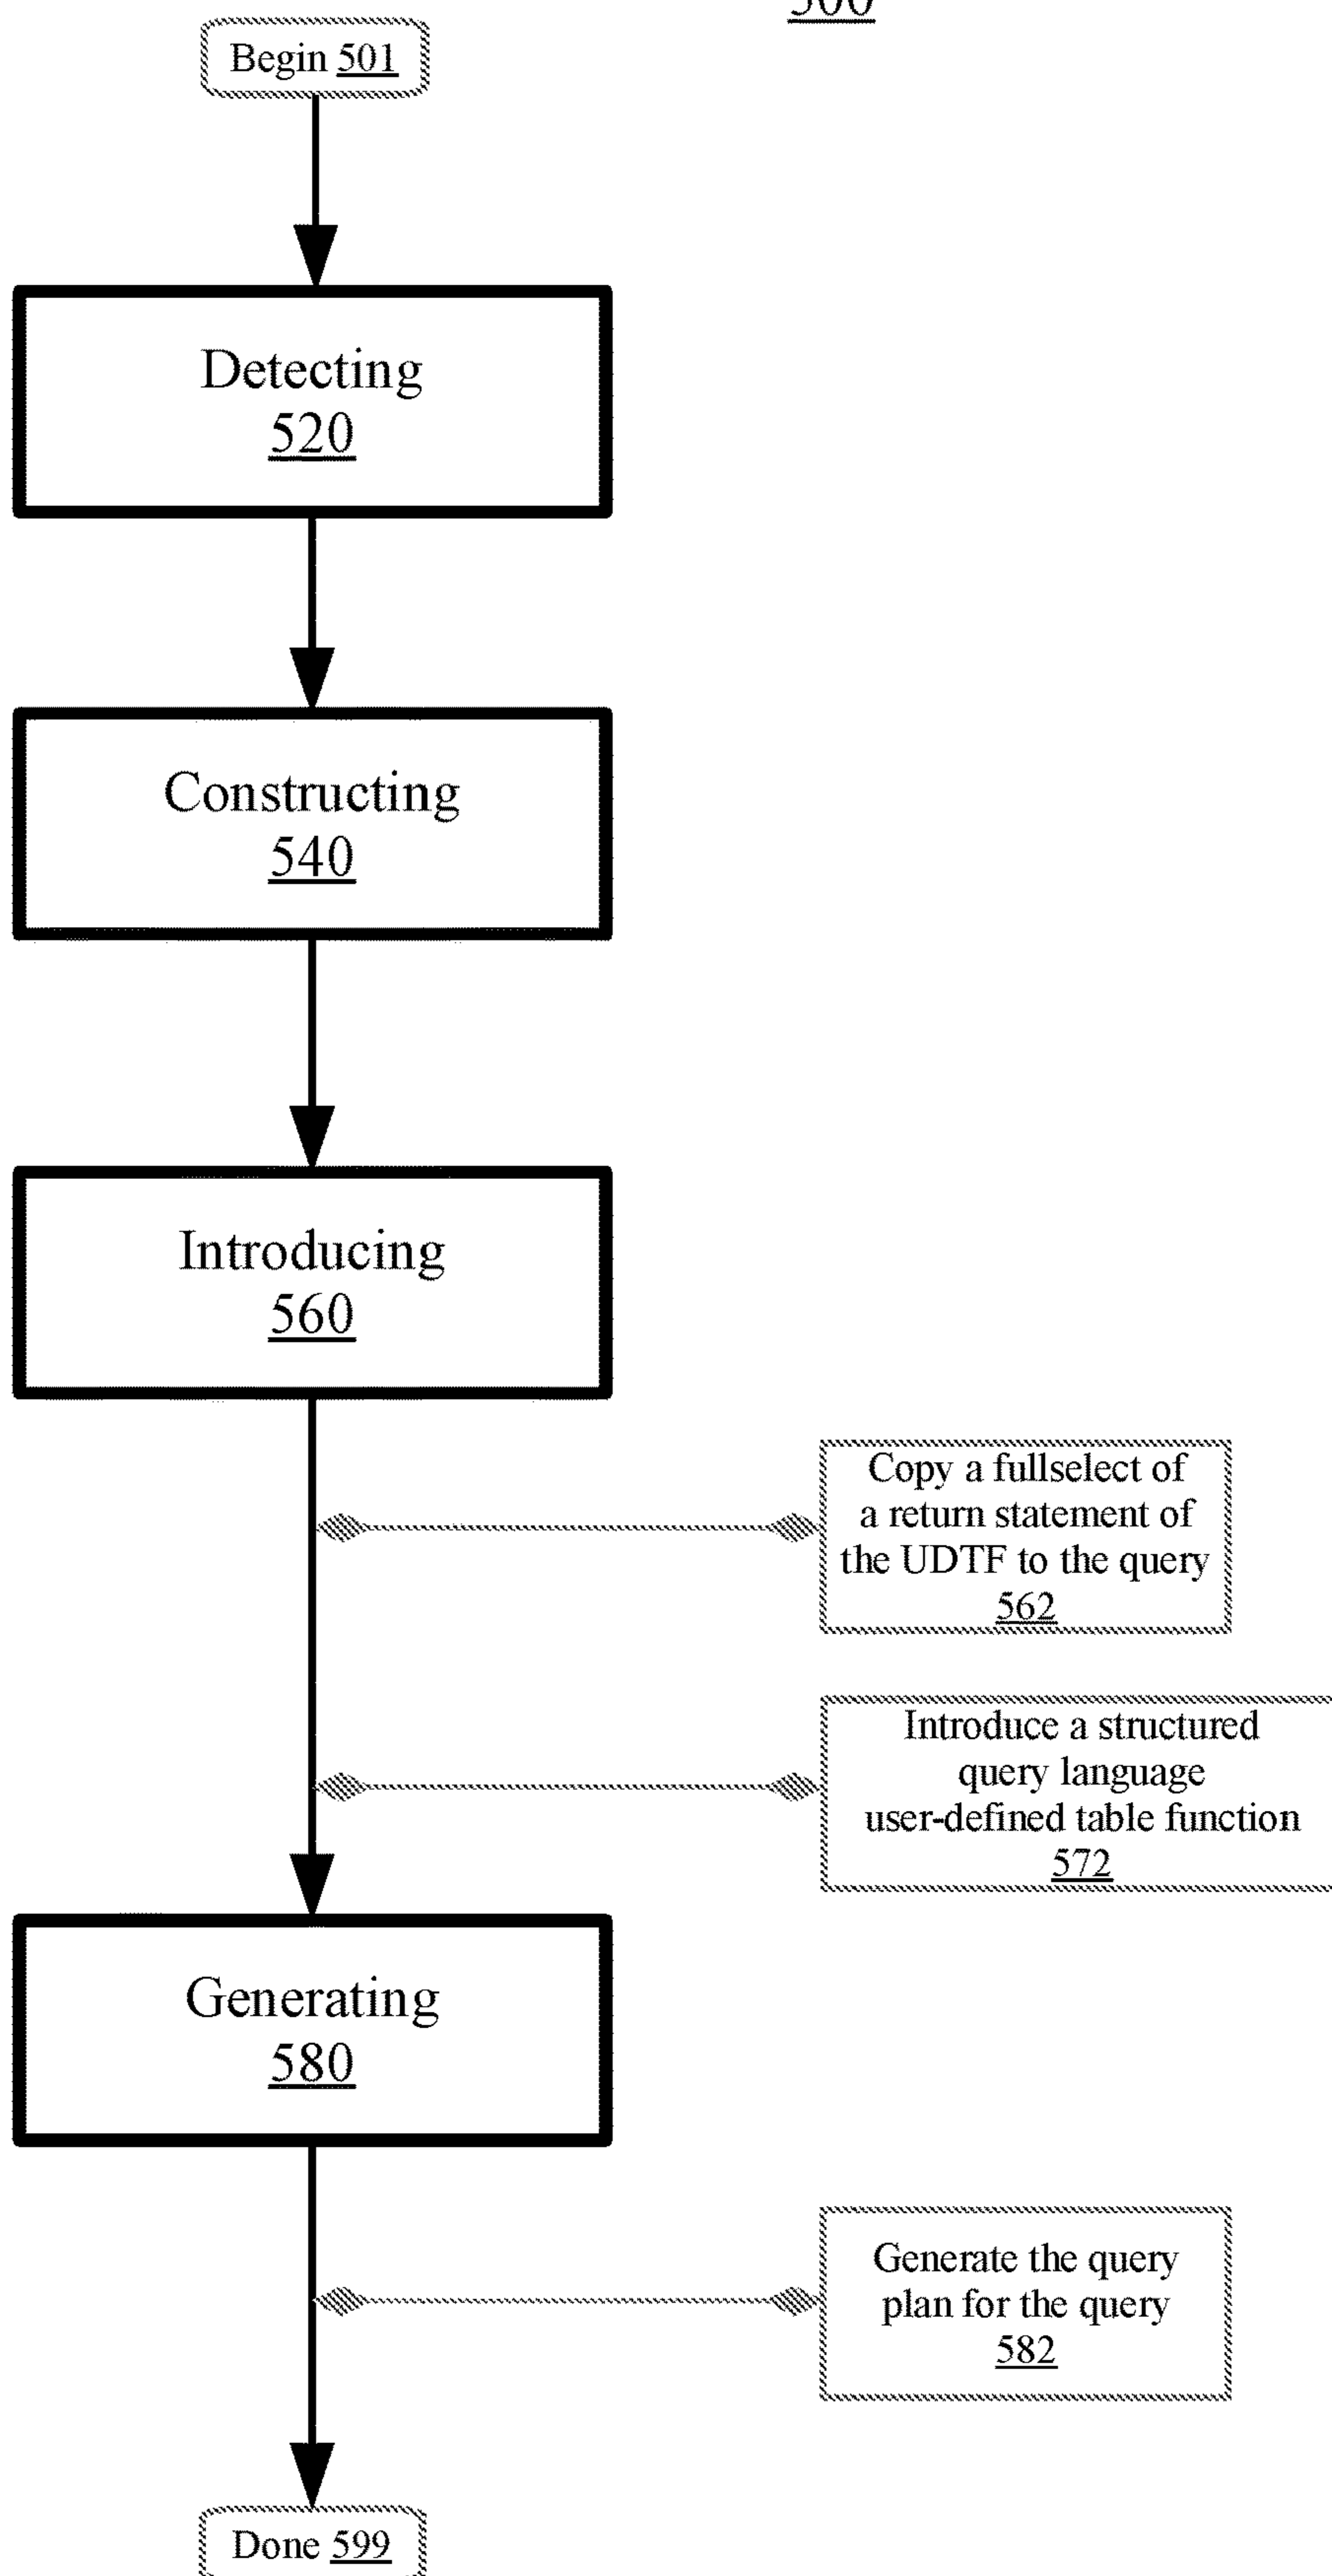 500
Begin 501
Detecting
520
Constructing
540
Introducing
560
Copy a fullselect of
a return statement of
the UDTF to the query
562
Introduce a structured
query language
user-defined table function
572
Generating
580
Generate the query
plan for the query
582
Done 599